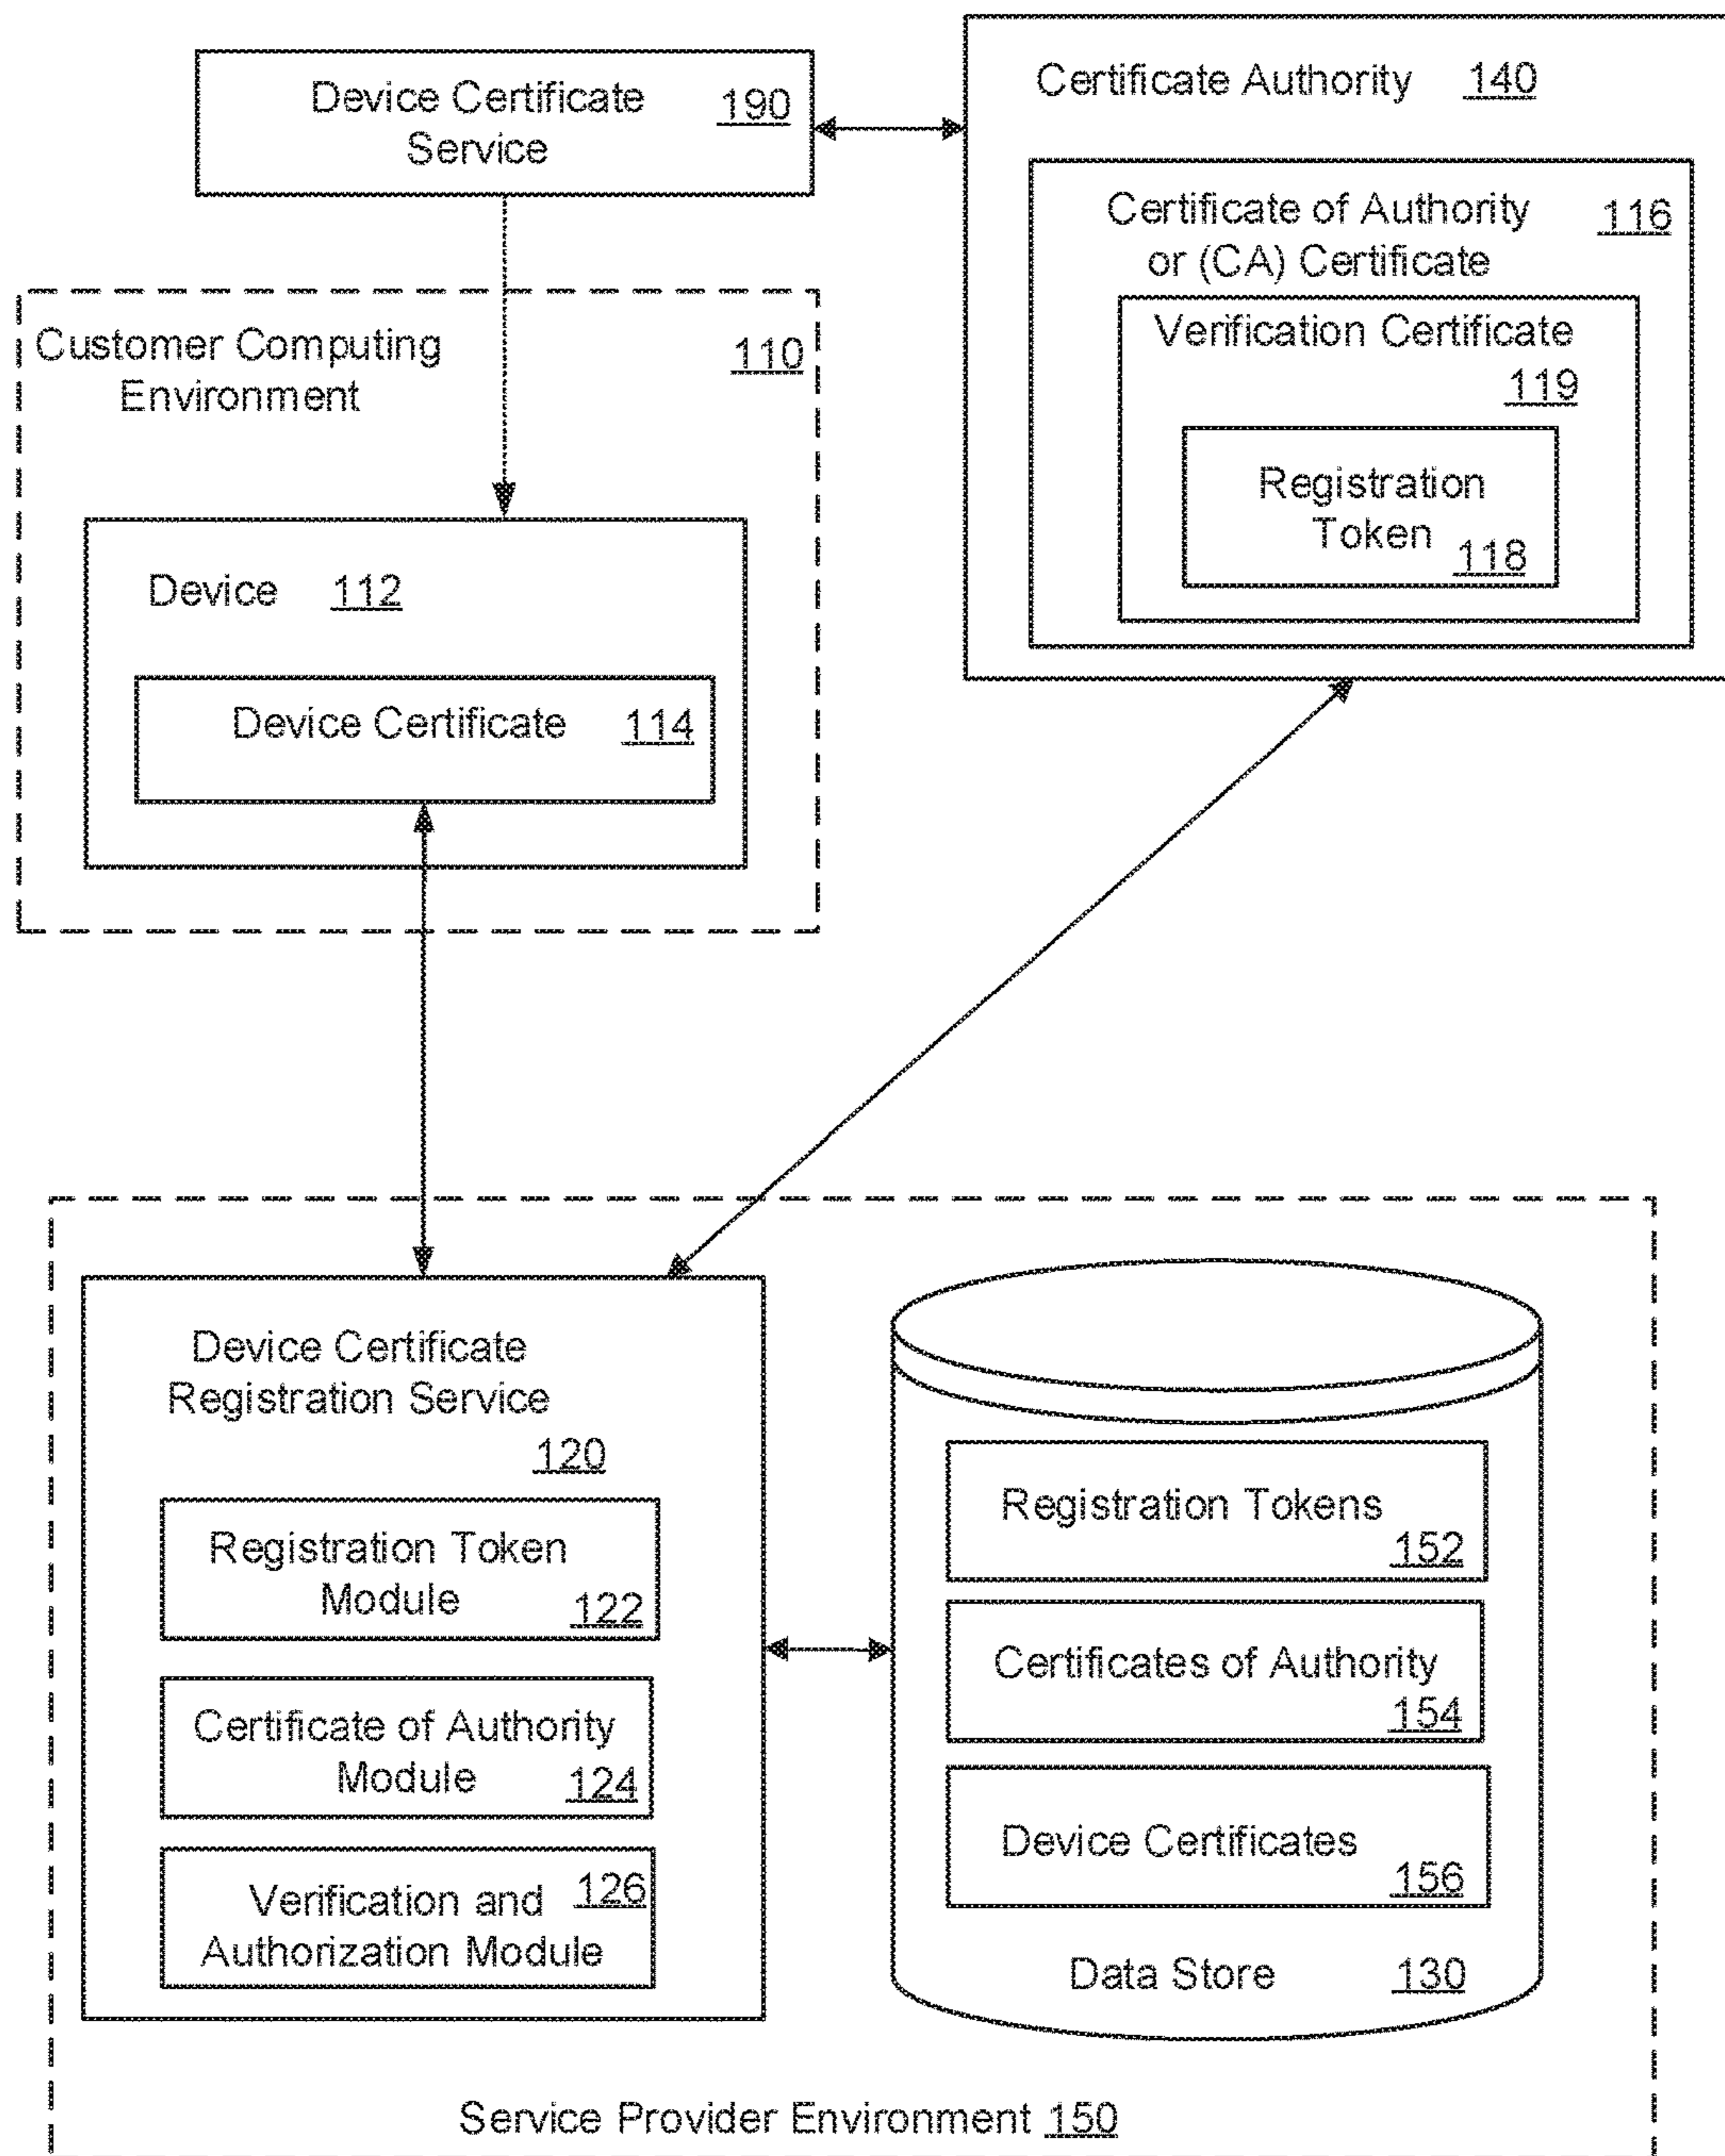 Device Certificate 190
Service
Certificate Authority 140
Certificate of Authority 116
or (CA) Certificate
Verification Certificate
119
Registration
Token 118
Customer Computing 110
Environment
Device 112
Device Certificate 114
Device Certificate
Registration Service
120
Registration Token
Module 122
Certificate of Authority
Module 124
Verification and 126
Authorization Module
Registration Tokens
152
Certificates of Authority
154
Device Certificates
156
Data Store 130
Service Provider Environment 150